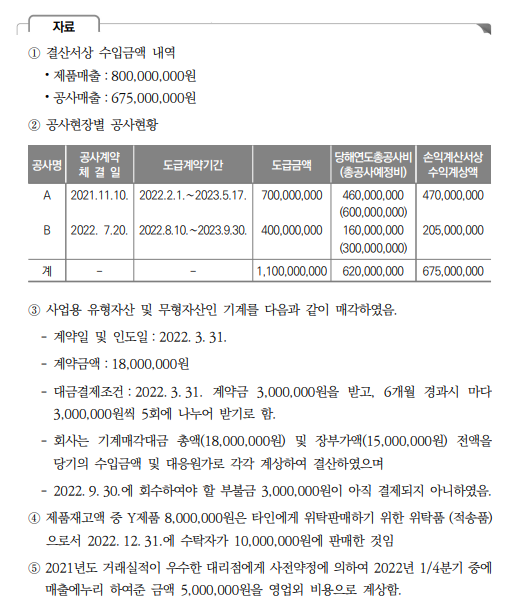 자료
① 결산서상 수입금액 내역
• 제품매출 : 800,000,000원
• 공사매출 : 675,000,000원
② 공사현장별 공사현황
공사명 공사계약 체 결 일 도급계약기간 도급금액 당해연도총공사비 (총공사예정비) 손익계산서상 수익계상액
A 2021.11.10. 2022.2.1.~2023.5.17. 700,000,000 460,000,000 470,000,000
(600,000,000)
B 2022. 7.20. 2022.8.10.~2023.9.30. 400,000,000 160,000,000 205,000,000
(300,000,000)
계 – – 1,100,000,000 620,000,000 675,000,000
③ 사업용 유형자산 및 무형자산인 기계를 다음과 같이 매각하였음.
- 계약일 및 인도일 : 2022. 3. 31.
- 계약금액 : 18,000,000원
- 대금결제조건 : 2022. 3. 31. 계약금 3,000,000원을 받고, 6개월 경과시 마다
3,000,000원씩 5회에 나누어 받기로 함.
- 회사는 기계매각대금 총액(18,000,000원) 및 장부가액(15,000,000원) 전액을
당기의 수입금액 및 대응원가로 각각 계상하여 결산하였으며
- 2022. 9. 30.에 회수하여야 할 부불금 3,000,000원이 아직 결제되지 아니하였음.
④ 제품재고액 중 Y제품 8,000,000원은 타인에게 위탁판매하기 위한 위탁품 (적송품)
으로서 2022. 12. 31.에 수탁자가 10,000,000원에 판매한 것임
⑤ 2021년도 거래실적이 우수한 대리점에게 사전약정에 의하여 2022년 1/4분기 중에
매출에누리 하여준 금액 5,000,000원을 영업외 비용으로 계상함.